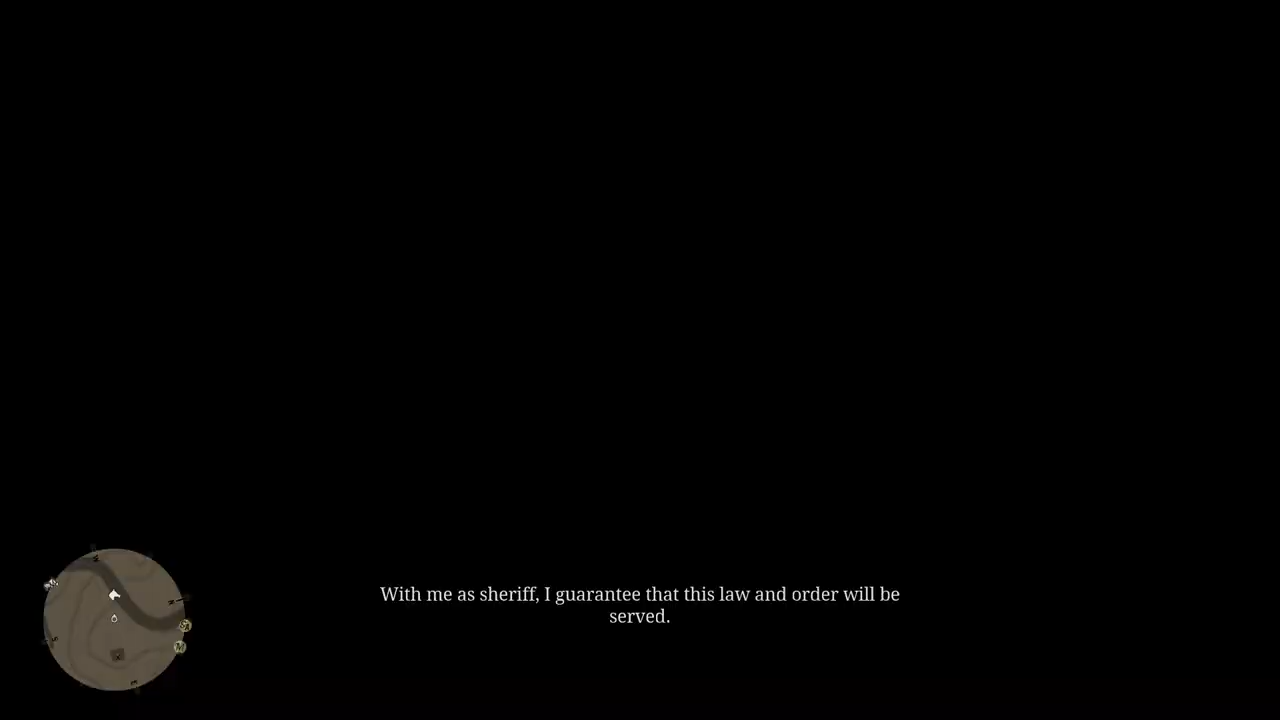 With me as sheriff, I guarantee that this law and order will be
served.